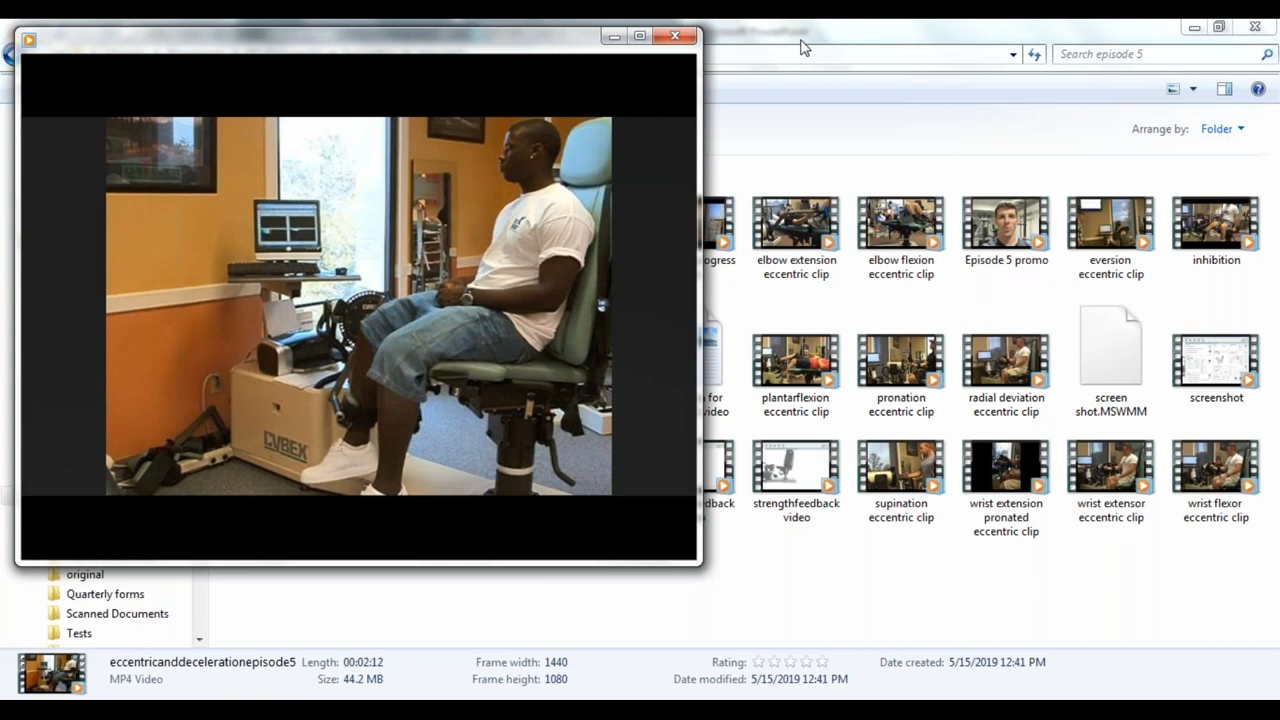 Search episode 5
Arrange by: Folder
ogress
elbow extension
eccentric clip
elbow flexion
eccentric clip
Episode 5 promo
eversion
eccentric clip
inhibition
n for
video
plantarflexion
eccentric clip
pronation
eccentric clip
radial deviation
eccentric clip
screen
shot.MSWMM
screenshot
edback
strengthfeedback
video
supination
eccentric clip
wrist extension
pronated
eccentric clip
wrist extensor
eccentric clip
wrist flexor
eccentric clip
CYBEX
original
Quarterly forms
Scanned Documents
Tests
eccentricanddecelerationepisode5 Length: 00:02:12 Frame width: 1440 Rating: Date created: 5/15/2019 12:41 PM
MP4 Video Size: 44.2 MB Frame height: 1080 Date modified: 5/15/2019 12:41 PM